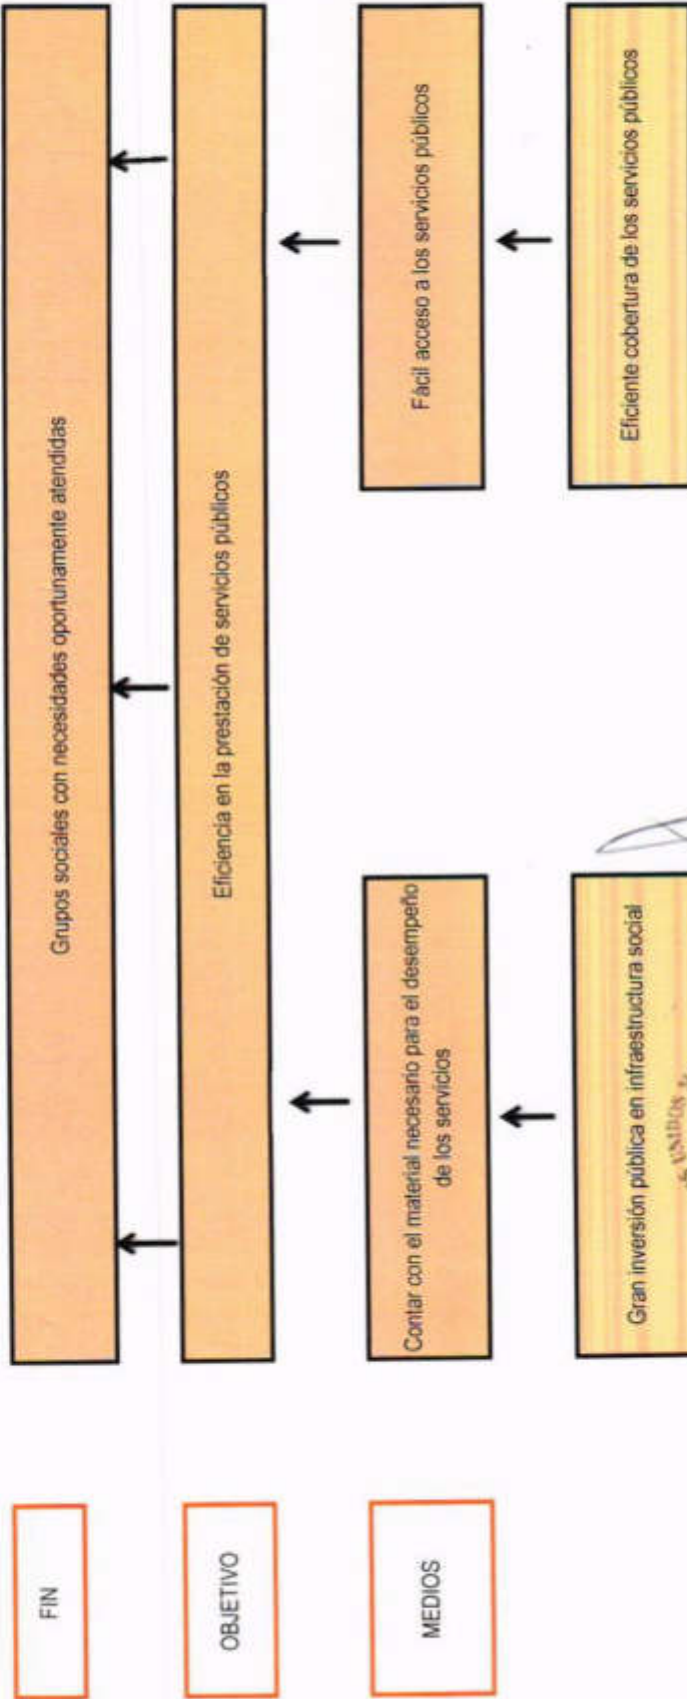 FIN
Grupos sociales con necesidades oportunamente atendidas
OBJETIVO
Eficiencia en la prestación de servicios públicos
MEDIOS
Contar con el material necesario para el desempeño
de los servicios
Fácil acceso a los servicios públicos
Gran inversión pública en infraestructura social
Eficiente cobertura de los servicios públicos
UNIDOS